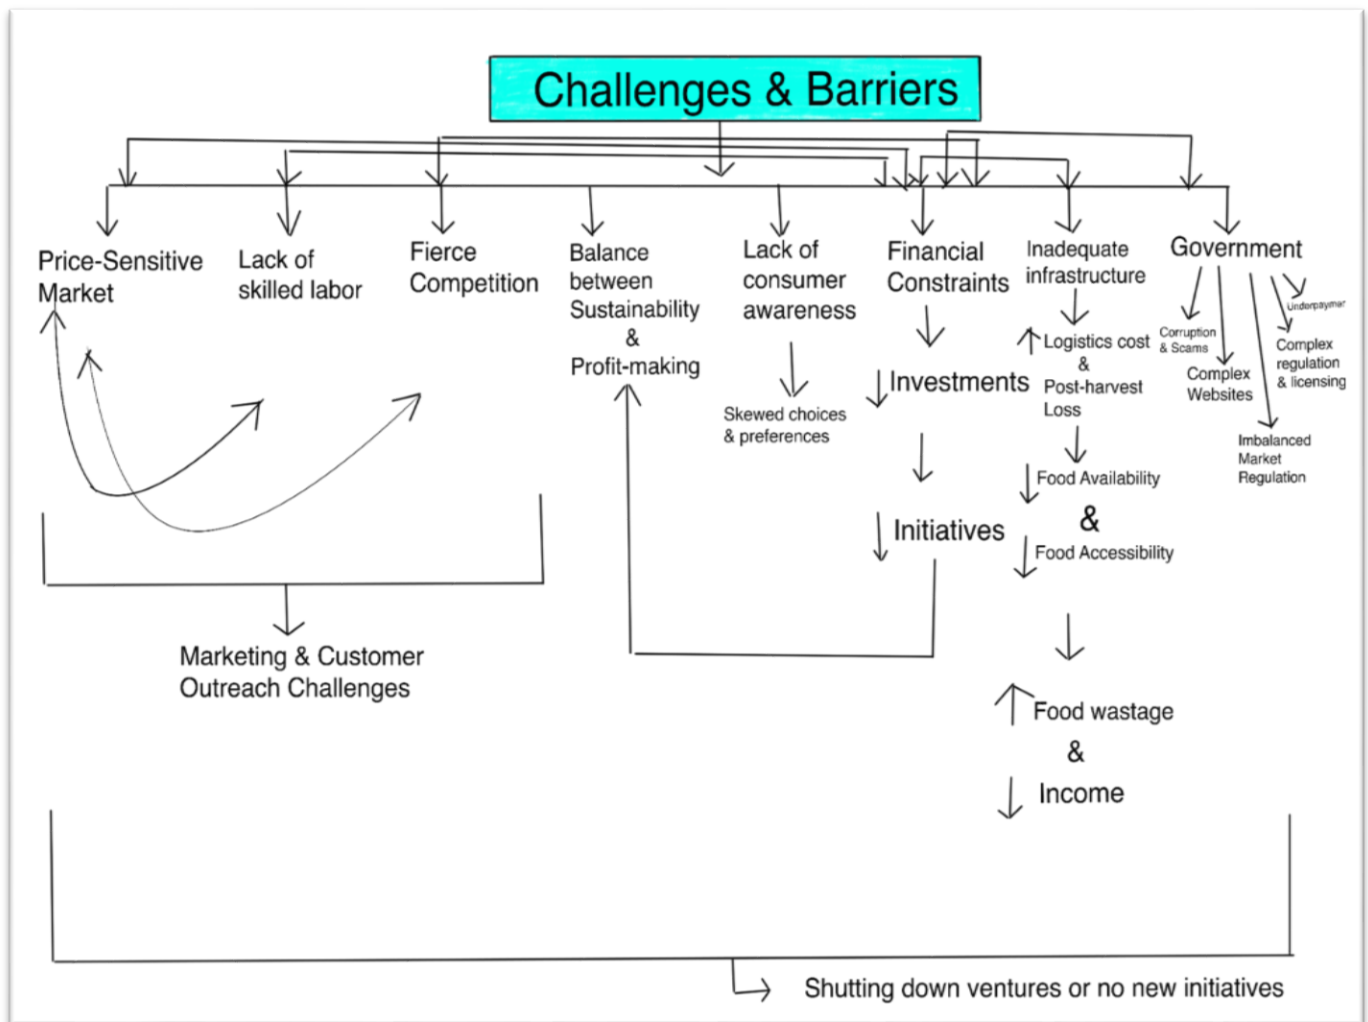 Challenges & Barriers
Price-Sensitive
Market
Lack of
skilled labor
Fierce
Competition
Balance
between
Sustainability
&
Profit-making
Lack of
consumer
awareness
Skewed choices
& preferences
Financial
Constraints
Investments
Initiatives
Inadequate
infrastructure
Logistics cost
&
Post-harvest
Loss
Food Availability
&
Food Accessibility
Food wastage
&
Income
Government
Corruption
& Scams
Complex
Websites
Imbalanced
Market
Regulation
Complex
regulation
& licensing
Underpaymer
Marketing & Customer
Outreach Challenges
Shutting down ventures or no new initiatives